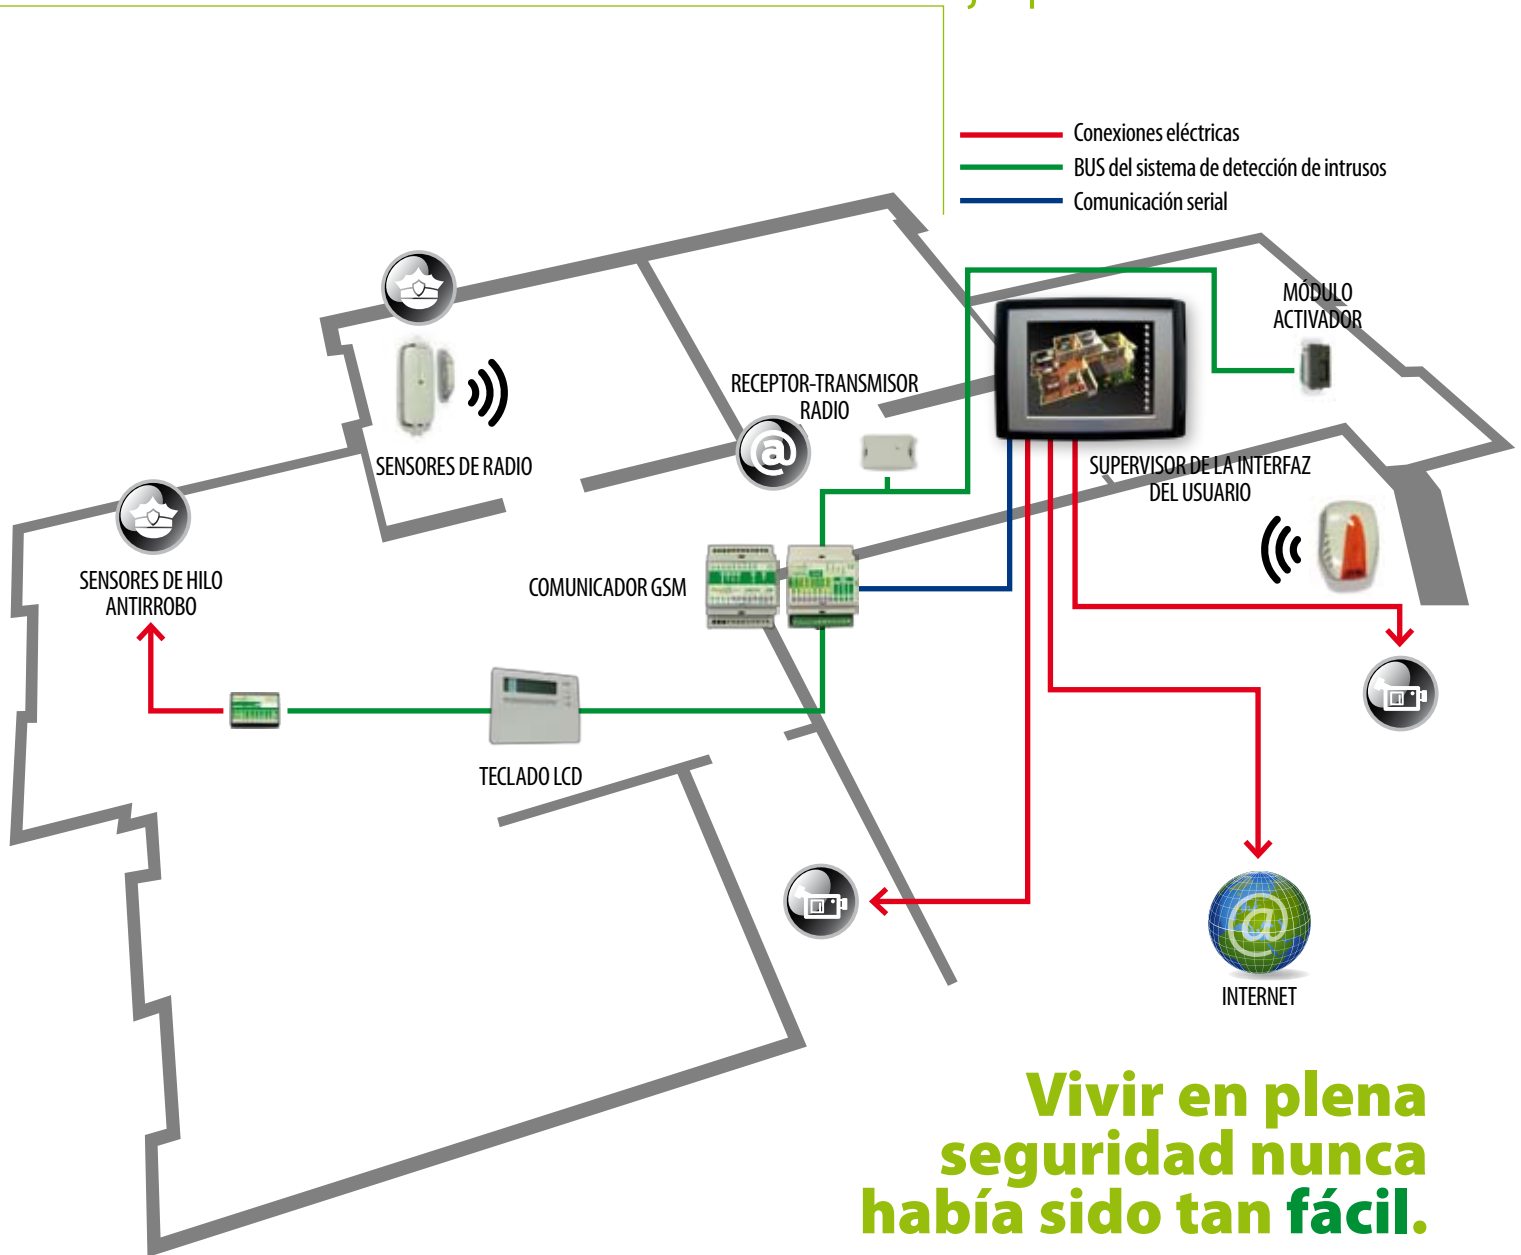 Conexiones eléctricas
BUS del sistema de detección de intrusos
Comunicación serial
MÓDULO
ACTIVADOR
RECEPTOR-TRANSMISOR
RADIO
SENSORES DE RADIO
SUPERVISOR DE LA INTERFAZ
DEL USUARIO
SENSORES DE HILO
ANTIRROBO
COMUNICADOR GSM
TECLADO LCD
@
@
INTERNET
Vivir en plena
seguridad nunca
había sido tan fácil.